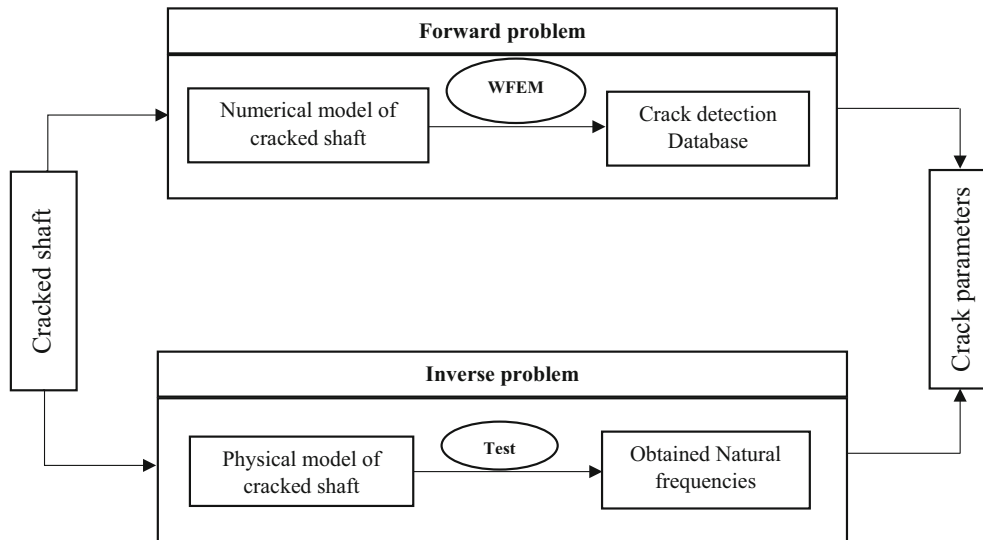 Cracked shaft
Forward problem
Numerical model of
cracked shaft
WFEM
Crack detection
Database
Inverse problem
Physical model of
cracked shaft
Test
Obtained Natural
frequencies
Crack parameters